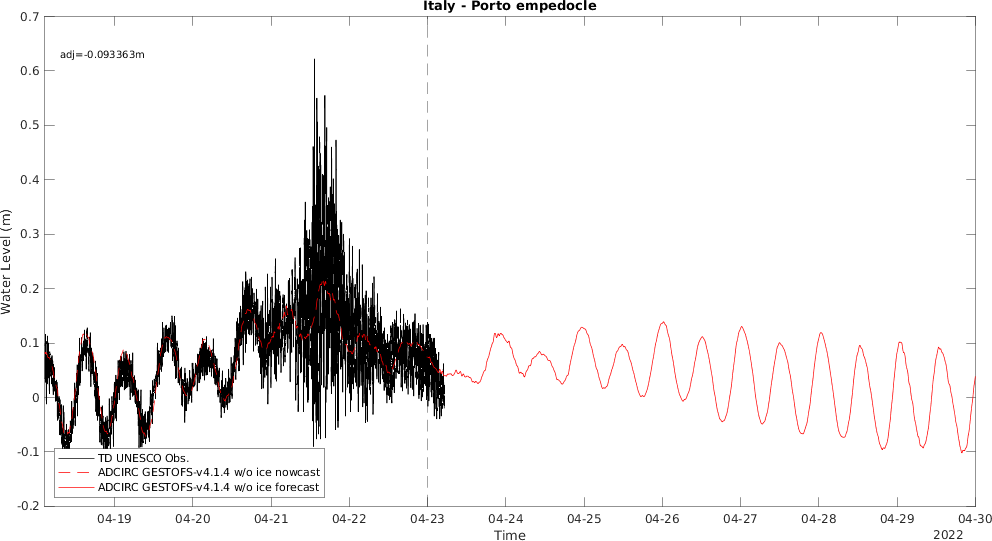 Italy - Porto empedocle
adj=-0.093363m
0.7
0.6
0.5
0.4
0.3
0.2
0.1
0
-0.1
-0.2
Water Level (m)
TD UNESCO Obs.
ADCIRC GESTOFS-v4.1.4 w/o ice nowcast
ADCIRC GESTOFS-v4.1.4 w/o ice forecast
04-19 04-20 04-21 04-22 04-23 04-24 04-25 04-26 04-27 04-28 04-29 04-30
Time
2022